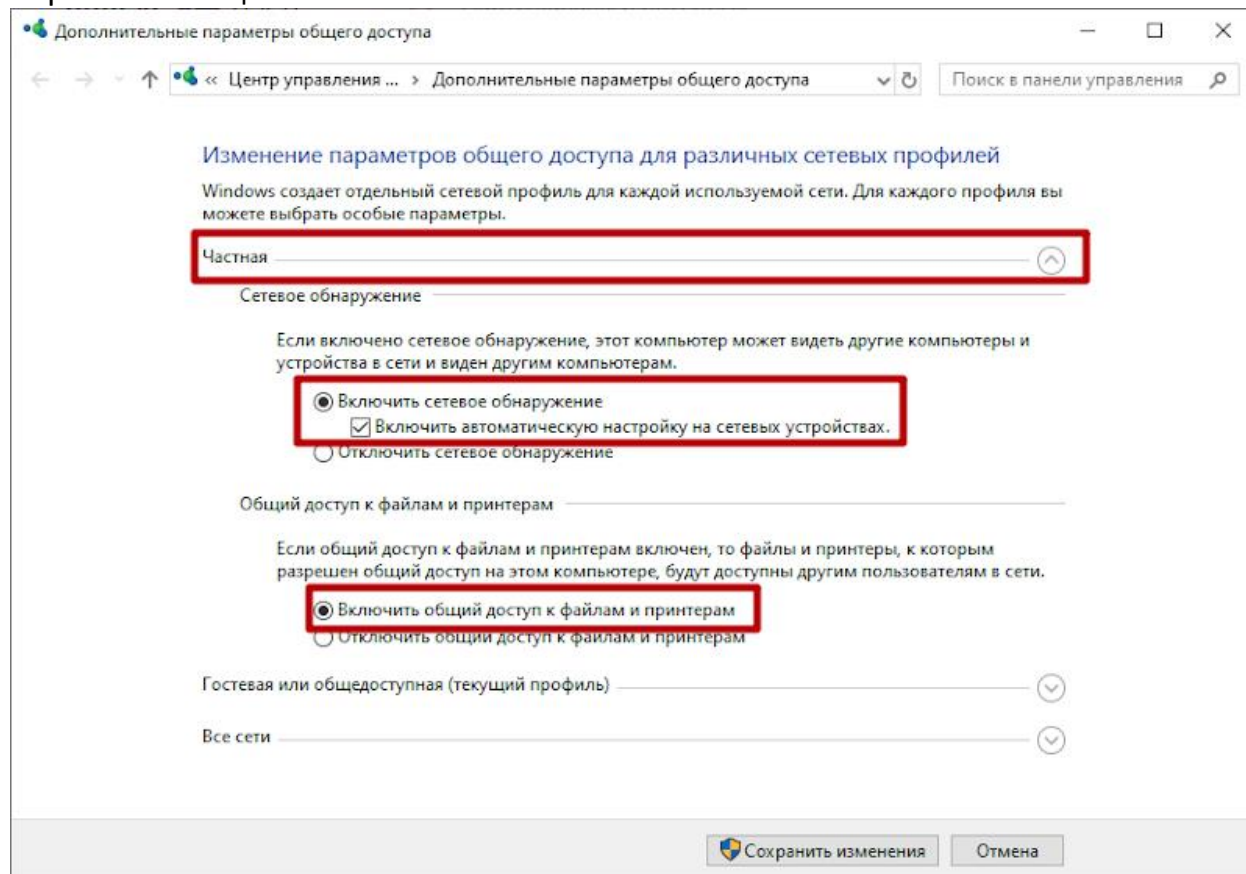 Дополнительные параметры общего доступа
« Центр управления ... > Дополнительные параметры общего доступа
Поиск в панели управления
Изменение параметров общего доступа для различных сетевых профилей
Windows создает отдельный сетевой профиль для каждой используемой сети. Для каждого профиля вы
можете выбрать особые параметры.
Частная
Сетевое обнаружение
Если включено сетевое обнаружение, этот компьютер может видеть другие компьютеры и
устройства в сети и виден другим компьютерам.
Включить сетевое обнаружение
Включить автоматическую настройку на сетевых устройствах.
Отключить сетевое обнаружение
Общий доступ к файлам и принтерам
Если общий доступ к файлам и принтерам включен, то файлы и принтеры, к которым
разрешен общий доступ на этом компьютере, будут доступны другим пользователям в сети.
Включить общий доступ к файлам и принтерам
Отключить общий доступ к файлам и принтерам
Гостевая или общедоступная (текущий профиль)
Все сети
Сохранить изменения
Отмена